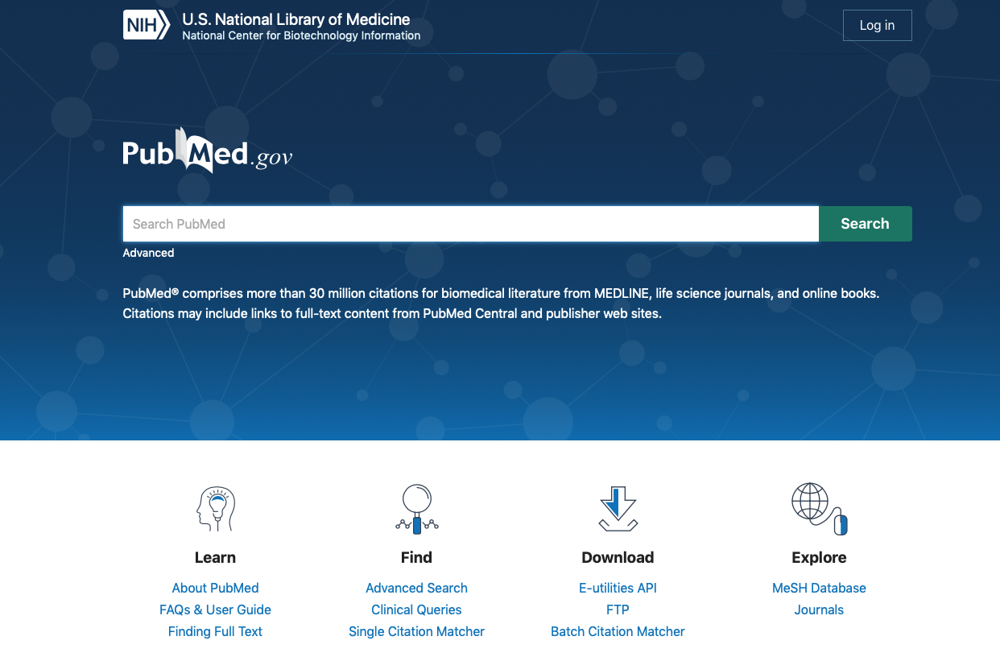 NIH
U.S. National Library of Medicine
National Center for Biotechnology Information
Log in
PubMed.gov
Search PubMed
Search
Advanced
PubMed® comprises more than 30 million citations for biomedical literature from MEDLINE, life science journals, and online books.
Citations may include links to full-text content from PubMed Central and publisher web sites.
Learn
About PubMed
FAQs & User Guide
Finding Full Text
Find
Advanced Search
Clinical Queries
Single Citation Matcher
Download
E-utilities API
FTP
Batch Citation Matcher
Explore
MeSH Database
Journals